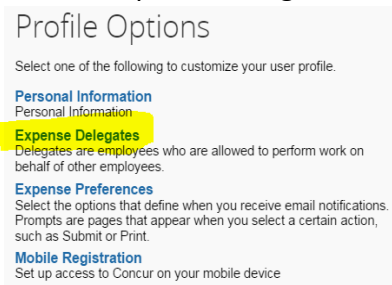 Profile Options
Select one of the following to customize your user profile.
Personal Information
Personal Information
Expense Delegates
Delegates are employees who are allowed to perform work on
behalf of other employees.
Expense Preferences
Select the options that define when you receive email notifications.
Prompts are pages that appear when you select a certain action,
such as Submit or Print.
Mobile Registration
Set up access to Concur on your mobile device